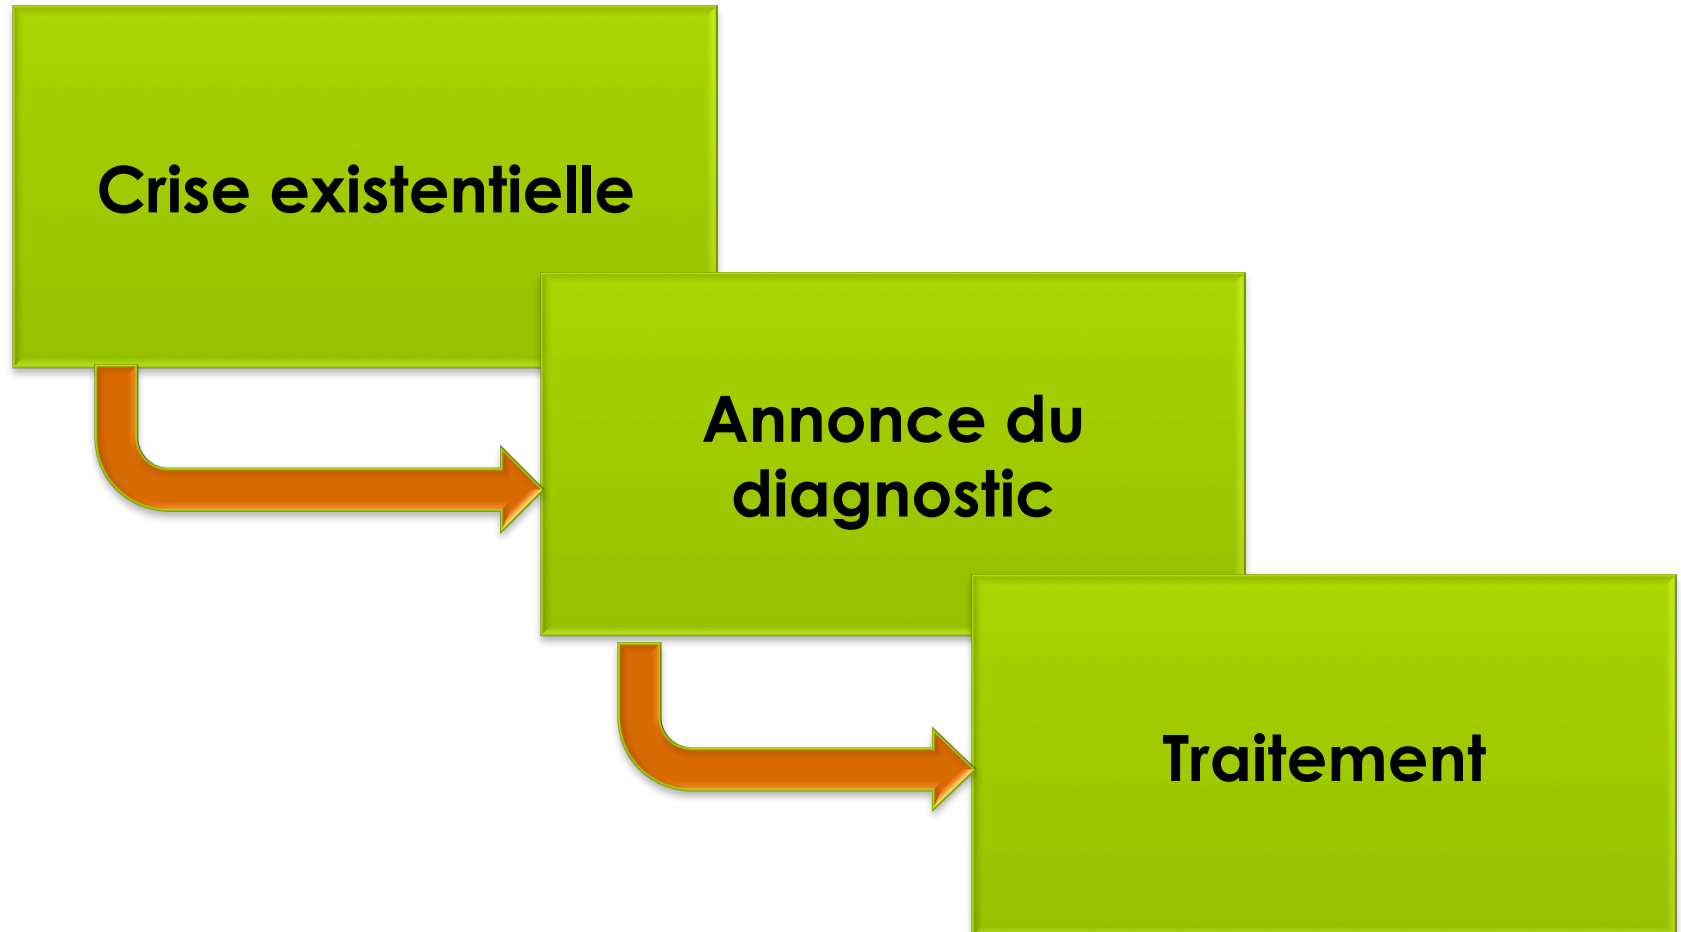 Crise existentielle
Annonce du
diagnostic
Traitement